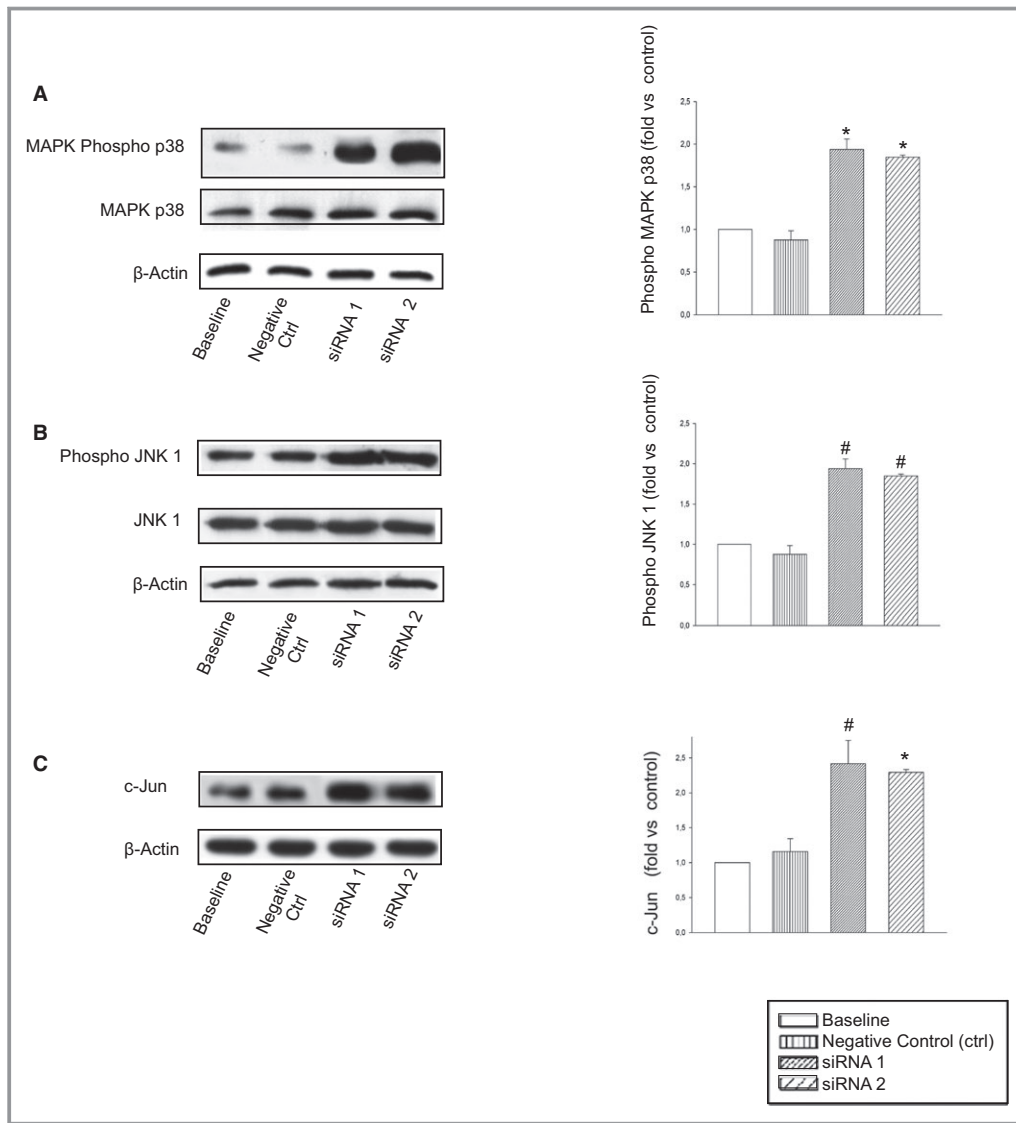 A
MAPK Phospho p38
MAPK p38
β-Actin
Baseline
Negative
Ctrl
siRNA 1
siRNA 2
Phospho MAPK p38 (fold vs control)
2,5
2,0
1,5
1,0
0,5
0,0
*
*
B
Phospho JNK 1
JNK 1
β-Actin
Baseline
Negative
Ctrl
siRNA 1
siRNA 2
Phospho JNK 1 (fold vs control)
2,5
2,0
1,5
1,0
0,5
0,0
#
#
C
c-Jun
β-Actin
Baseline
Negative
Ctrl
siRNA 1
siRNA 2
c-Jun (fold vs control)
2,5
2,0
1,5
1,0
0,5
0,0
#
*
Baseline
Negative Control (ctrl)
siRNA 1
siRNA 2